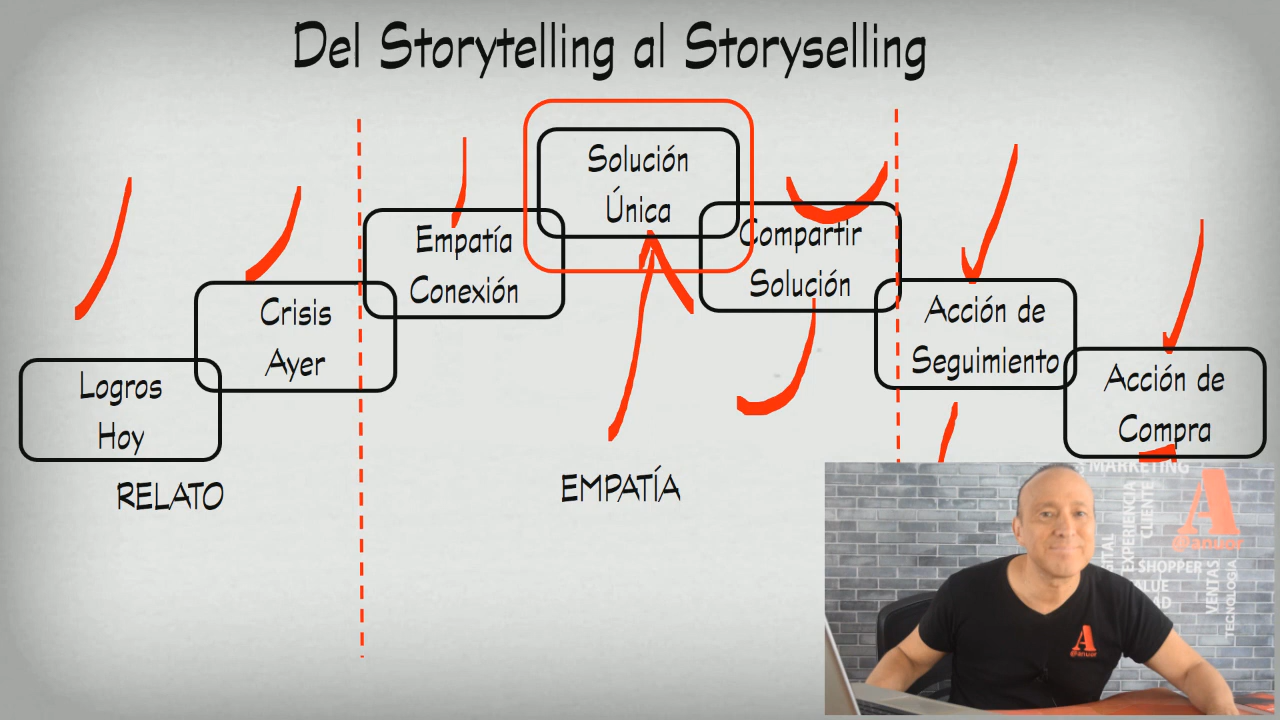 Del Storytelling al Storyselling
Logros
Hoy
Crisis
Ayer
Empatía
Conexión
Solución
Única
Compartir
Solución
Acción de
Seguimiento
Acción de
Compra
RELATO
EMPATÍA
MARKETING
EXPERIENCIA
CLIENTE
SHOPPER
VENTAS
TECNOLOGÍA
A
A